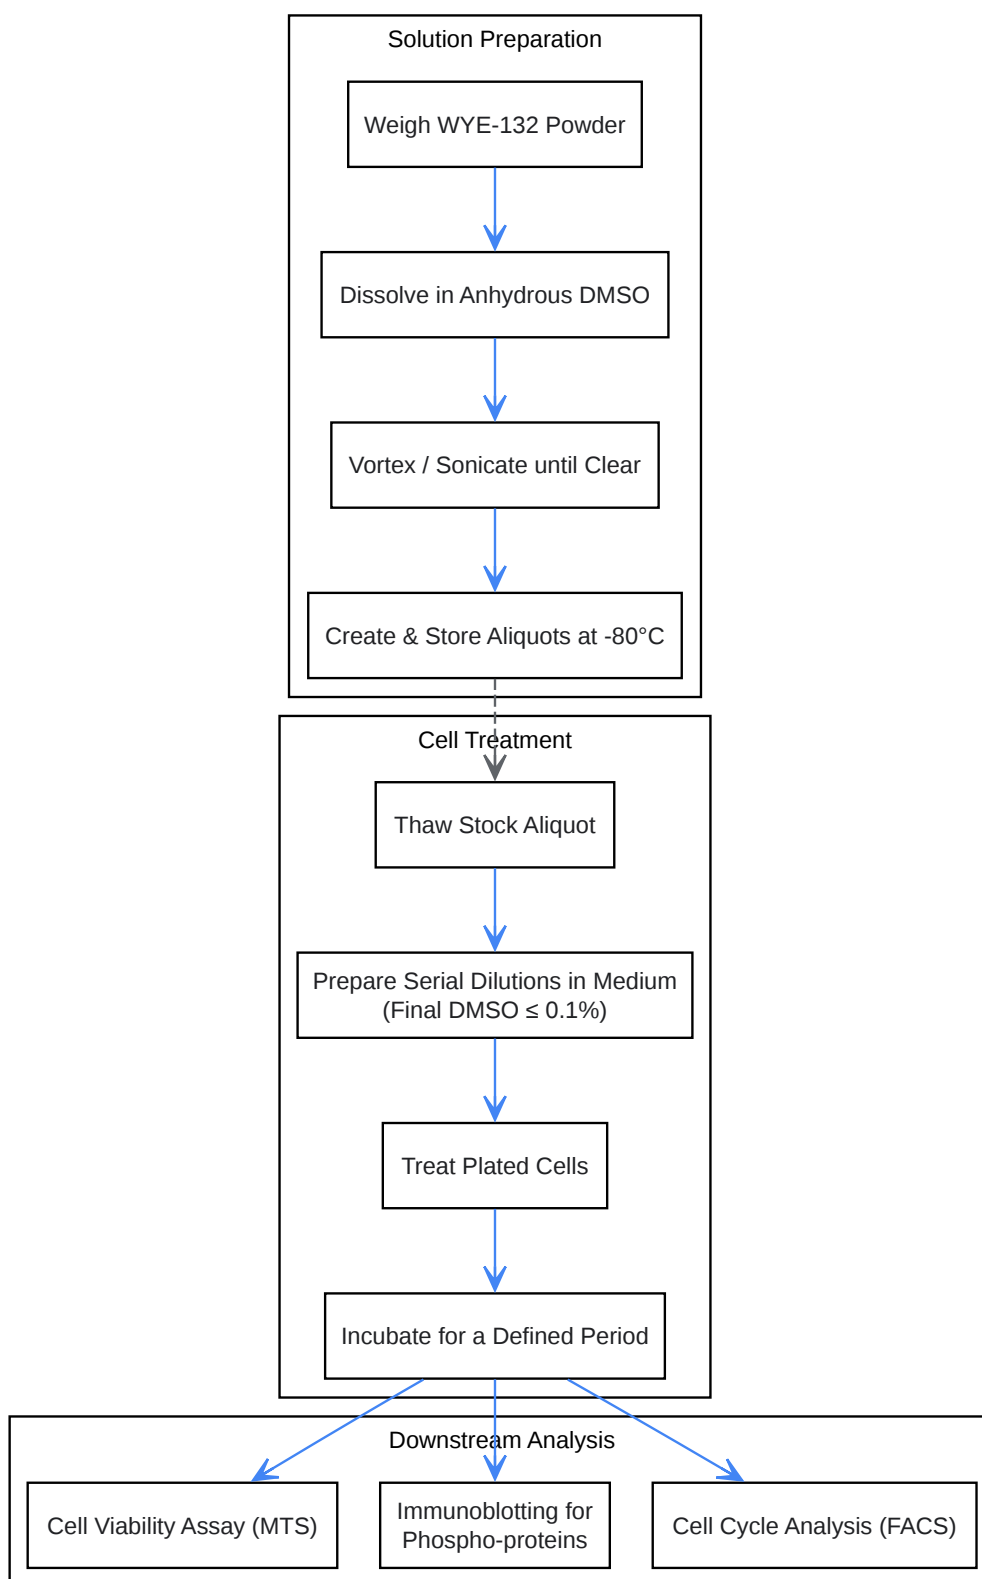 Solution Preparation
Weigh WYE-132 Powder
Dissolve in Anhydrous DMSO
Vortex / Sonicate until Clear
Create & Store Aliquots at -80°C
Cell Treatment
Thaw Stock Aliquot
Prepare Serial Dilutions in Medium
(Final DMSO ≤ 0.1%)
Treat Plated Cells
Incubate for a Defined Period
Downstream Analysis
Cell Viability Assay (MTS)
Immunoblotting for
Phospho-proteins
Cell Cycle Analysis (FACS)